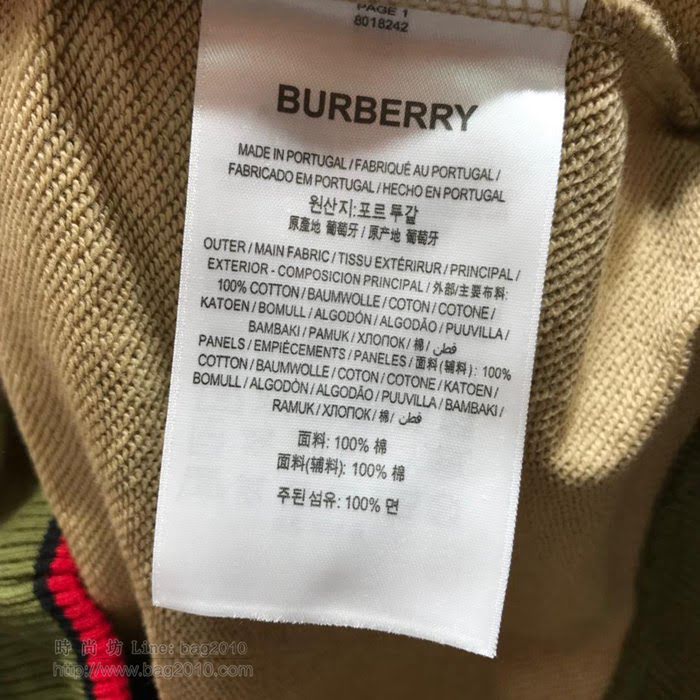 PAGE 1
8018242
BURBERRY
MADE IN PORTUGAL / FABRIQUÉ AU PORTUGAL /
FABRICADO EM PORTUGAL / HECHO EN PORTUGAL
원산지:포르투갈
原產地 葡萄牙 / 原产地 葡萄牙
OUTER / MAIN FABRIC / TISSU EXTÉRIRUR / PRINCIPAL /
EXTERIOR - COMPOSICION PRINCIPAL / 外部/主要布料:
100% COTTON / BAUMWOLLE / COTON / COTONE /
KATOEN / BOMULL / ALGODÓN / ALGODÃO / PUUVILLA /
BAMBAKI / PAMUK / ХЛОПОК / 棉 / قطن /
PANELS / EMPIÈCEMENTS / PANELES / 面料(辅料): 100%
COTTON / BAUMWOLLE / COTON / COTONE / KATOEN /
BOMULL / ALGODÓN / ALGODÃO / PUUVILLA / BAMBAKI /
RAMUK / ХЛОПОК / 棉 / قطن /
面料: 100% 棉
面料(辅料): 100% 棉
주된 섬유: 100% 면
時尚坊 Line: bag2010
http://www.bag2010.com/